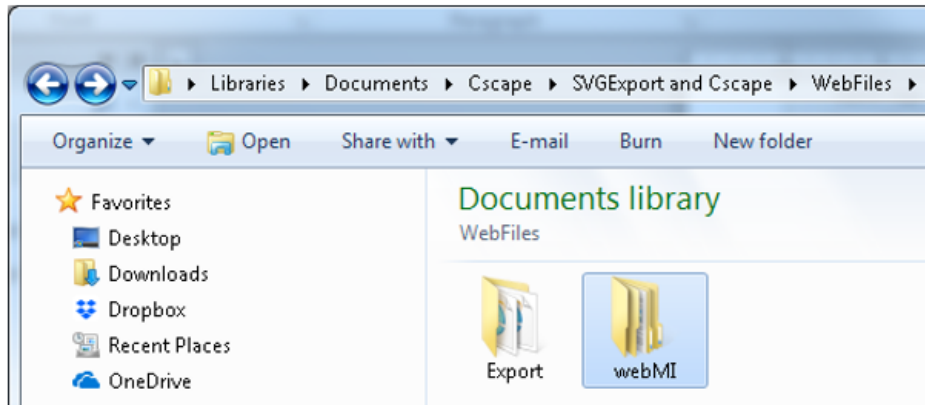 Libraries Documents Cscape SVGExport and Cscape WebFiles
Organize Open Share with E-mail Burn New folder
Favorites
Desktop
Downloads
Dropbox
Recent Places
OneDrive
Documents library
WebFiles
Export
webMI